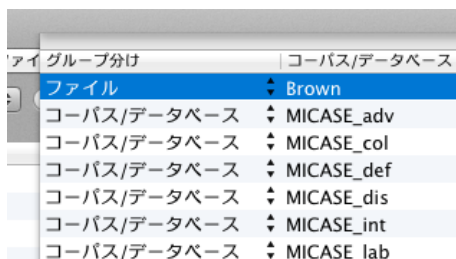 ァイ グループ分け コーパス/データベース
ファイル Brown
コーパス/データベース MICASE_adv
コーパス/データベース MICASE_col
コーパス/データベース MICASE_def
コーパス/データベース MICASE_dis
コーパス/データベース MICASE_int
コーパス/データベース MICASE_lab